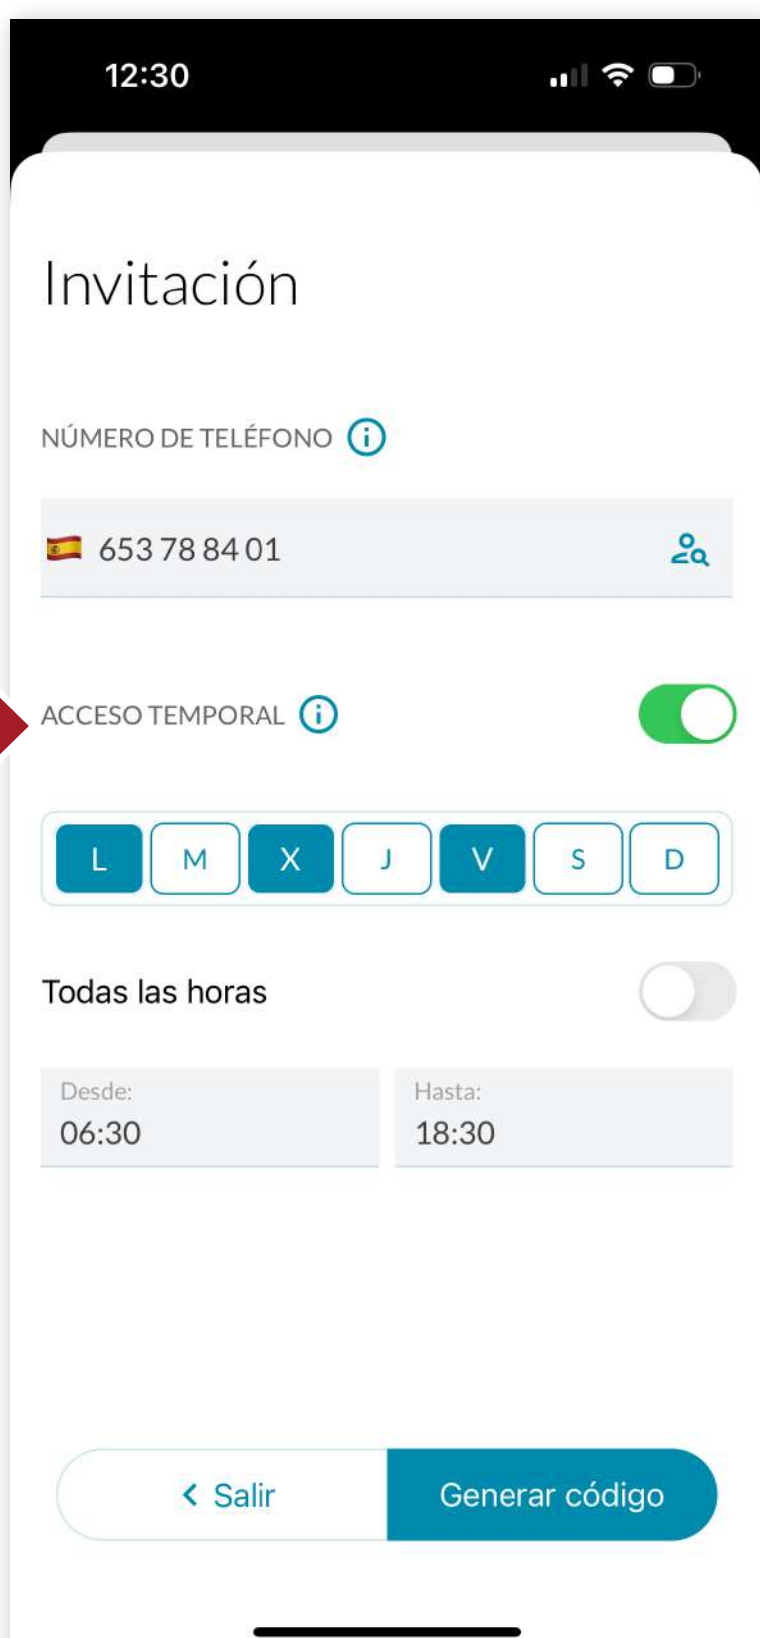 12:30
Invitación
NÚMERO DE TELÉFONO
653 78 84 01
ACCESO TEMPORAL
L M X J V S D
Todas las horas
Desde: Hasta:
06:30 18:30
< Salir Generar código